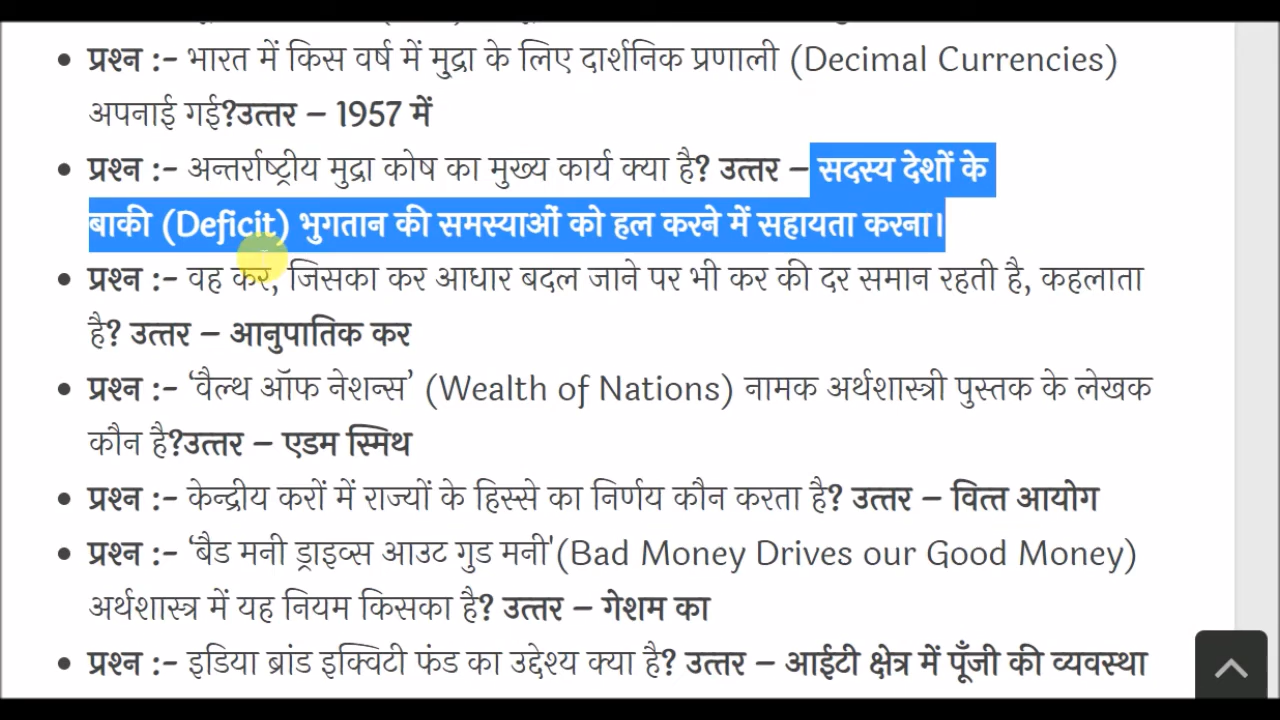 प्रश्न :- भारत में किस वर्ष में मुद्रा के लिए दार्शनिक प्रणाली (Decimal Currencies)
अपनाई गई?उत्तर – 1957 में
प्रश्न :- अन्तर्राष्ट्रीय मुद्रा कोष का मुख्य कार्य क्या है? उत्तर – सदस्य देशों के
बाकी (Deficit) भुगतान की समस्याओं को हल करने में सहायता करना।
प्रश्न :- वह कर, जिसका कर आधार बदल जाने पर भी कर की दर समान रहती है, कहलाता
है? उत्तर – आनुपातिक कर
प्रश्न :- ‘वैल्थ ऑफ नेशन्स’ (Wealth of Nations) नामक अर्थशास्त्री पुस्तक के लेखक
कौन है?उत्तर – एडम स्मिथ
प्रश्न :- केन्द्रीय करों में राज्यों के हिस्से का निर्णय कौन करता है? उत्तर – वित्त आयोग
प्रश्न :- ‘बैड मनी ड्राइव्स आउट गुड मनी'(Bad Money Drives our Good Money)
अर्थशास्त्र में यह नियम किसका है? उत्तर – गेशम का
प्रश्न :- इडिया ब्रांड इक्विटी फंड का उद्देश्य क्या है? उत्तर – आईटी क्षेत्र में पूँजी की व्यवस्था